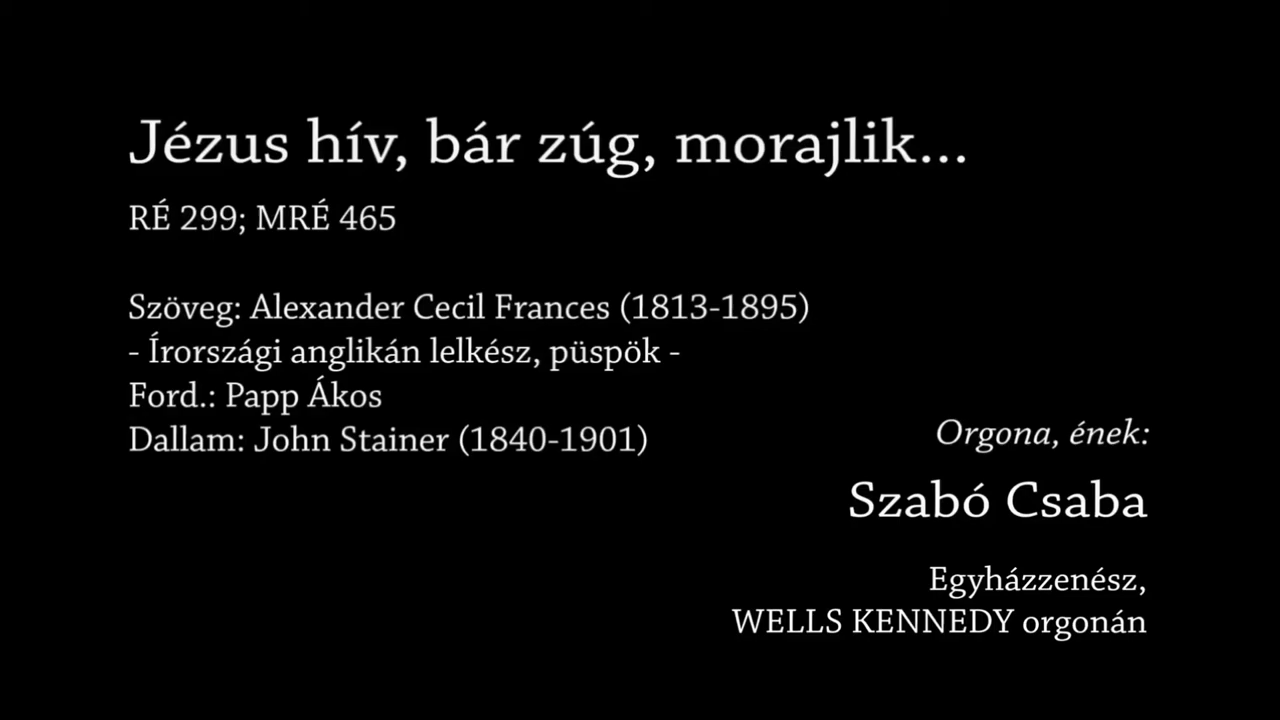 Jézus hív, bár zúg, morajlik...
RÉ 299; MRÉ 465
Szöveg: Alexander Cecil Frances (1813-1895)
- Írországi anglikán lelkész, püspök -
Ford.: Papp Ákos
Dallam: John Stainer (1840-1901)
Orgona, ének:
Szabó Csaba
Egyházzenész,
WELLS KENNEDY orgonán